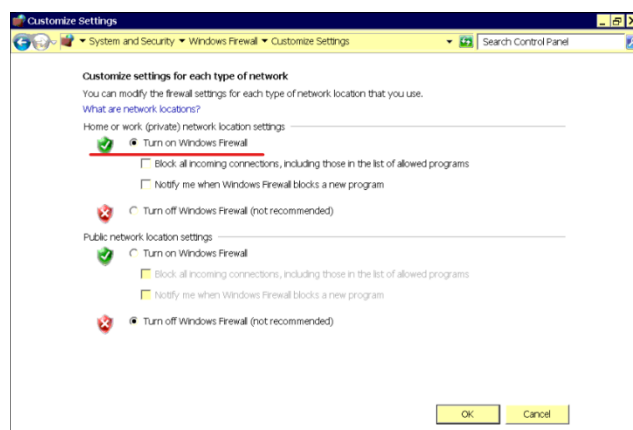 Customize Settings
System and Security Windows Firewall Customize Settings Search Control Panel
Customize settings for each type of network
You can modify the firewall settings for each type of network location that you use.
What are network locations?
Home or work (private) network location settings
Turn on Windows Firewall
Block all incoming connections, including those in the list of allowed programs
Notify me when Windows Firewall blocks a new program
Turn off Windows Firewall (not recommended)
Public network location settings
Turn on Windows Firewall
Block all incoming connections, including those in the list of allowed programs
Notify me when Windows Firewall blocks a new program
Turn off Windows Firewall (not recommended)
OK Cancel